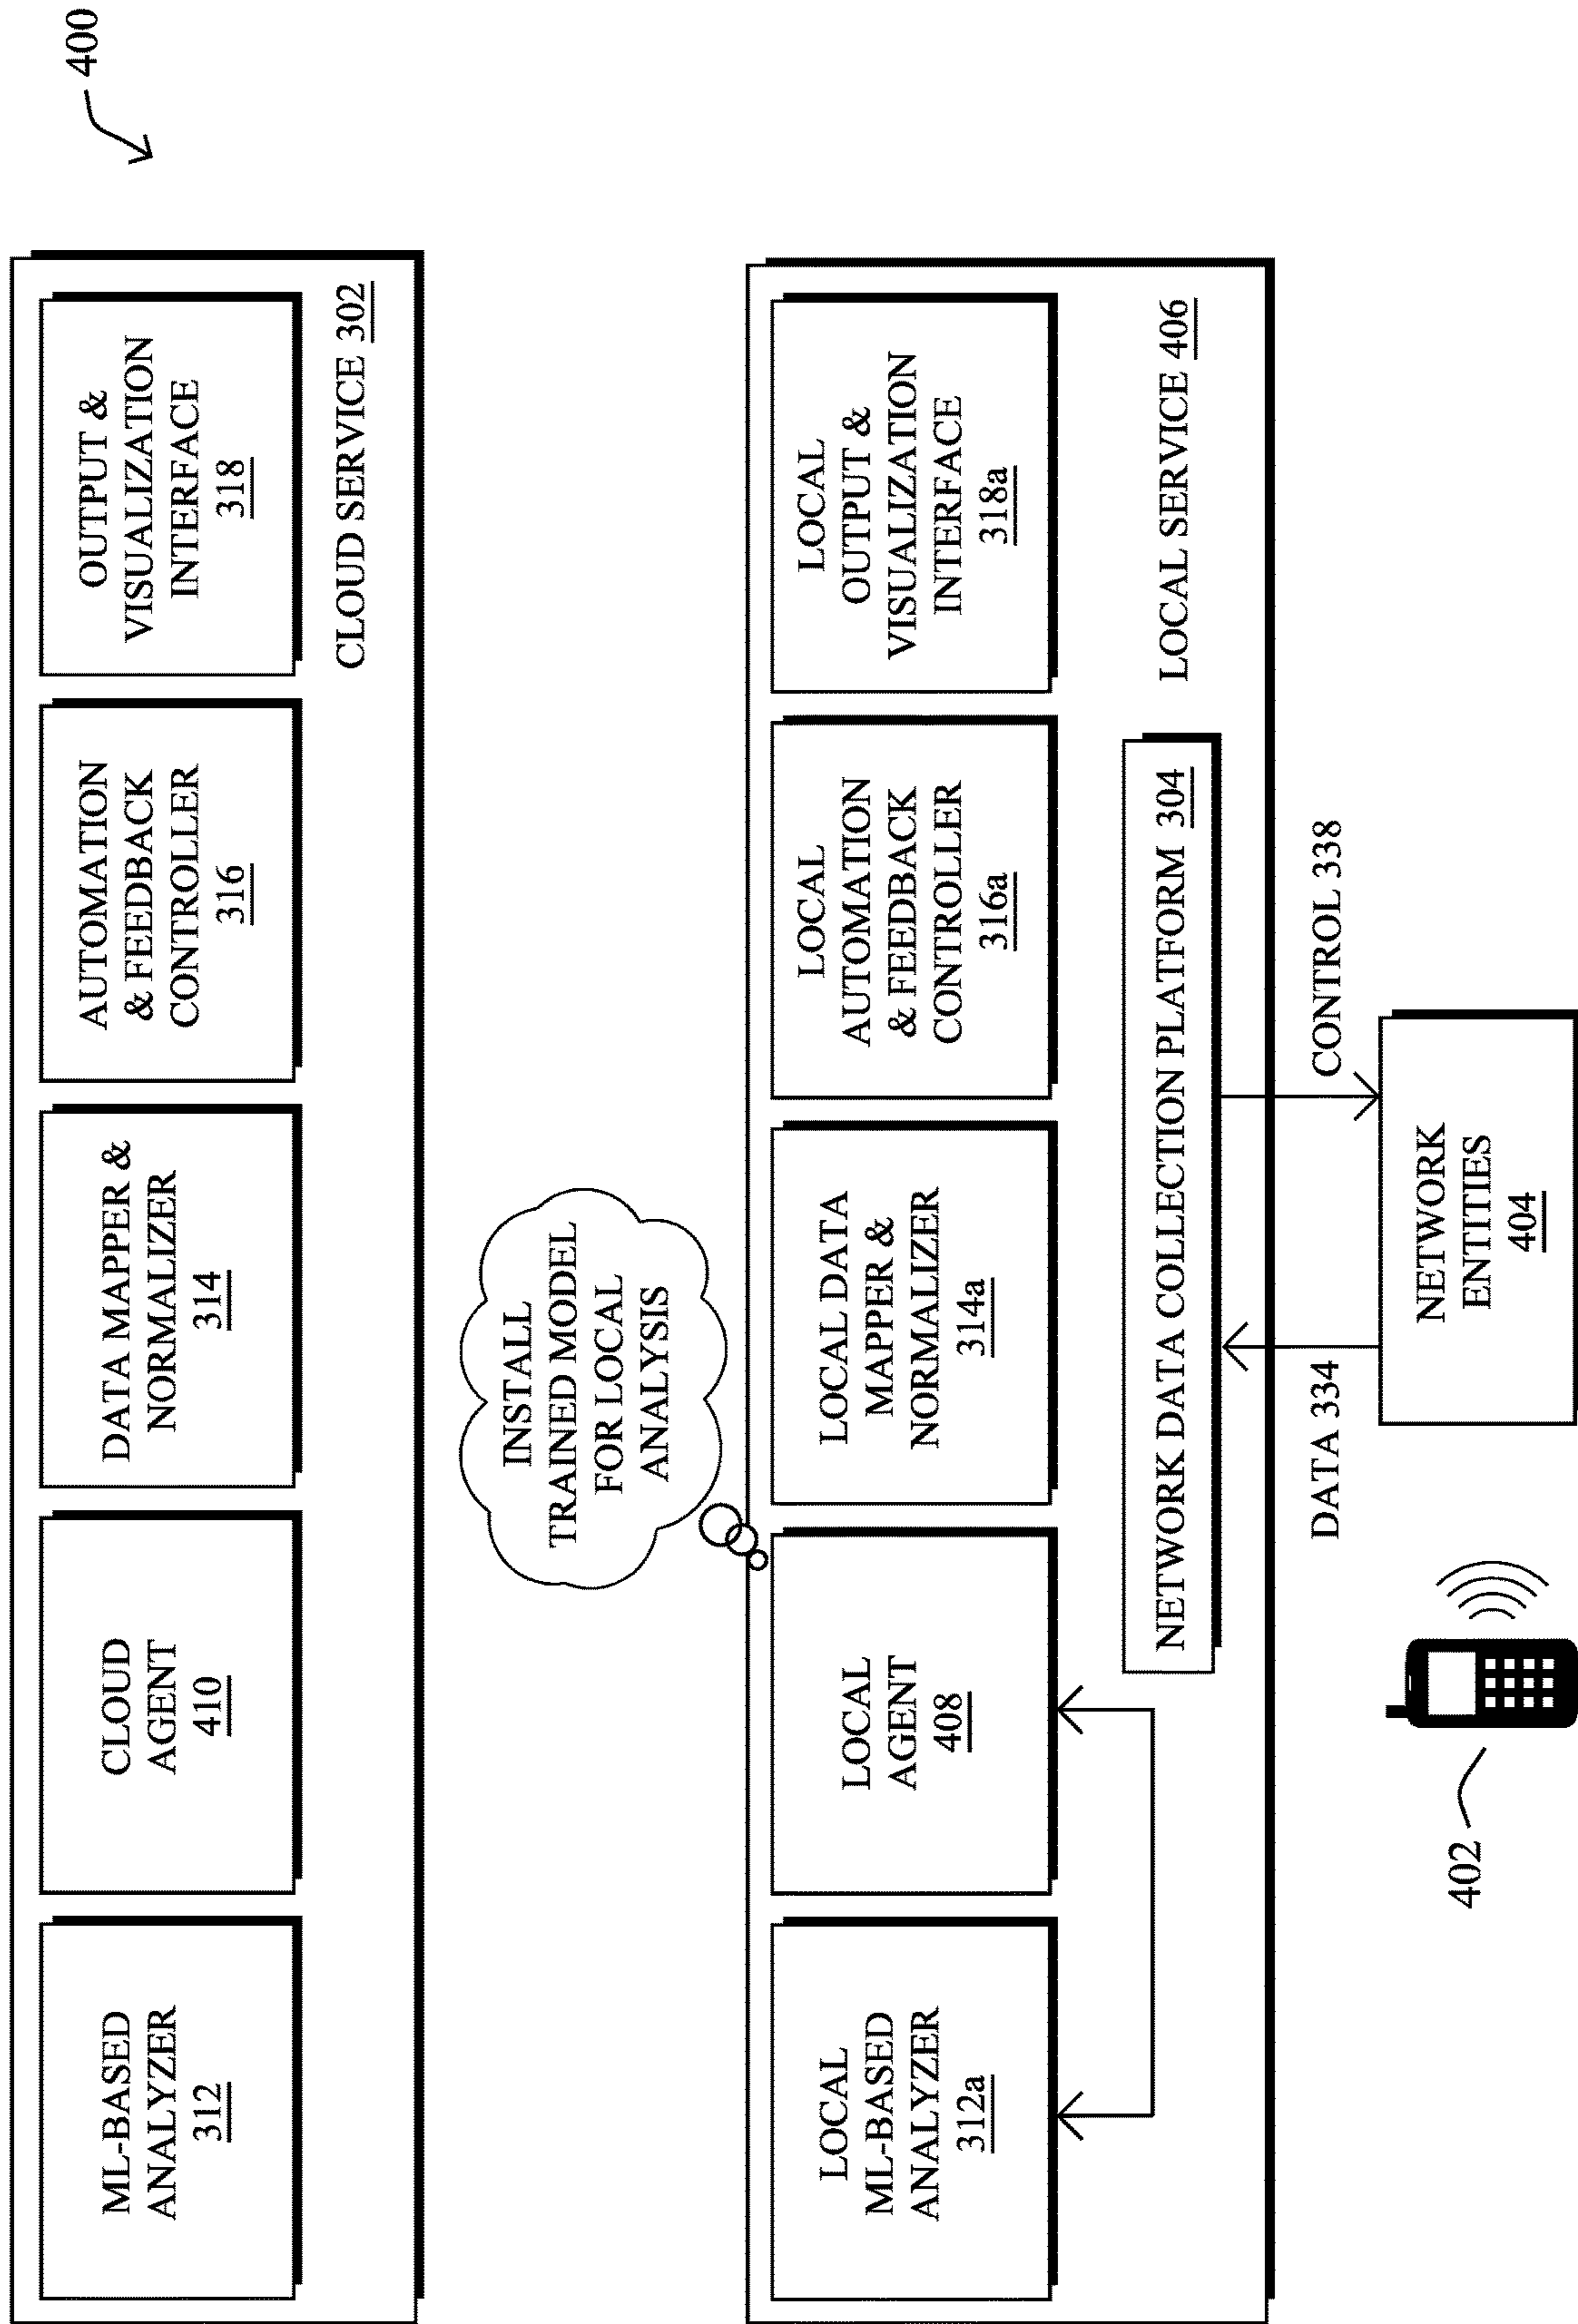 400
ML-BASED
ANALYZER
312
CLOUD
AGENT
410
DATA MAPPER &
NORMALIZER
314
AUTOMATION
& FEEDBACK
CONTROLLER
316
OUTPUT &
VISUALIZATION
INTERFACE
318
CLOUD SERVICE 302
INSTALL
TRAINED MODEL
FOR LOCAL
ANALYSIS
LOCAL
ML-BASED
ANALYZER
312a
LOCAL
AGENT
408
LOCAL DATA
MAPPER &
NORMALIZER
314a
LOCAL
AUTOMATION
& FEEDBACK
CONTROLLER
316a
LOCAL
OUTPUT &
VISUALIZATION
INTERFACE
318a
NETWORK DATA COLLECTION PLATFORM 304
LOCAL SERVICE 406
DATA 334
CONTROL 338
402
NETWORK
ENTITIES
404